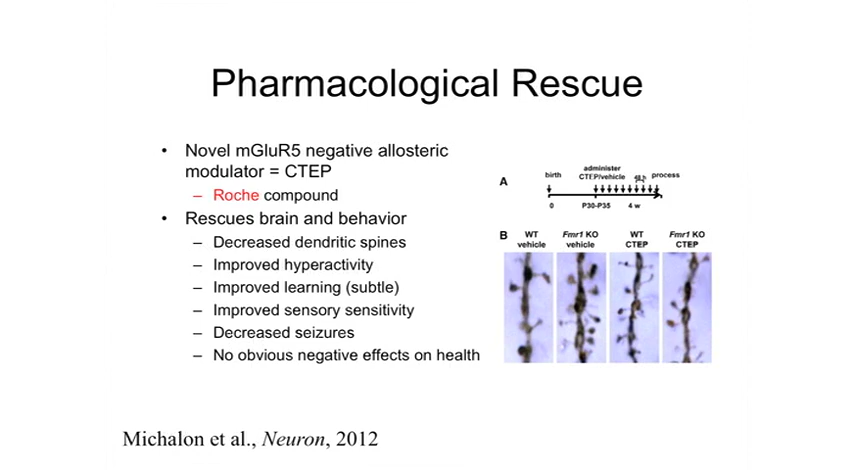 Pharmacological Rescue
• Novel mGluR5 negative allosteric
modulator = CTEP
– Roche compound
• Rescues brain and behavior
– Decreased dendritic spines
– Improved hyperactivity
– Improved learning (subtle)
– Improved sensory sensitivity
– Decreased seizures
– No obvious negative effects on health
A
birth
administer
CTEP/vehicle
48 h
process
0
P30-P35
4 w
B
WT
vehicle
Fmr1 KO
vehicle
WT
CTEP
Fmr1 KO
CTEP
Michalon et al., Neuron, 2012